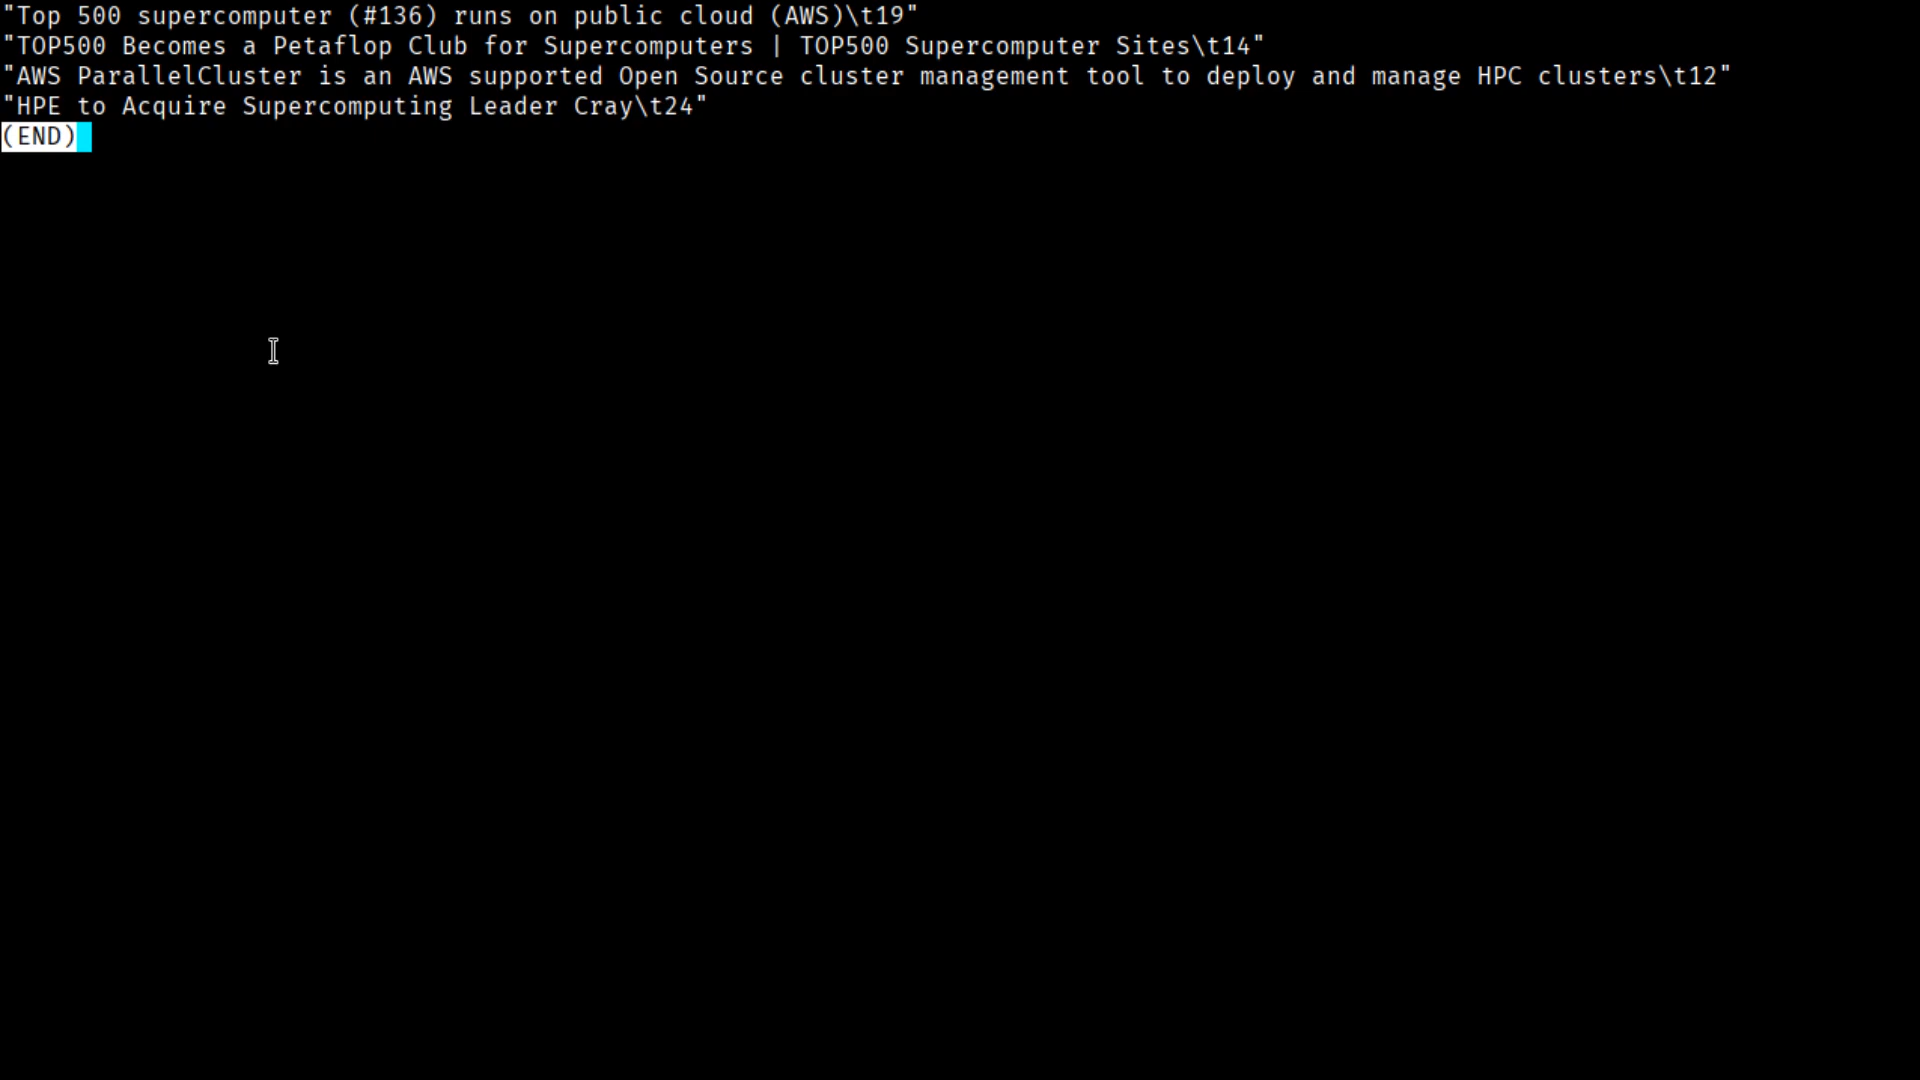 "Top 500 supercomputer (#136) runs on public cloud (AWS)\t19"
"TOP500 Becomes a Petaflop Club for Supercomputers | TOP500 Supercomputer Sites\t14"
"AWS ParallelCluster is an AWS supported Open Source cluster management tool to deploy and manage HPC clusters\t12"
"HPE to Acquire Supercomputing Leader Cray\t24"
(END)